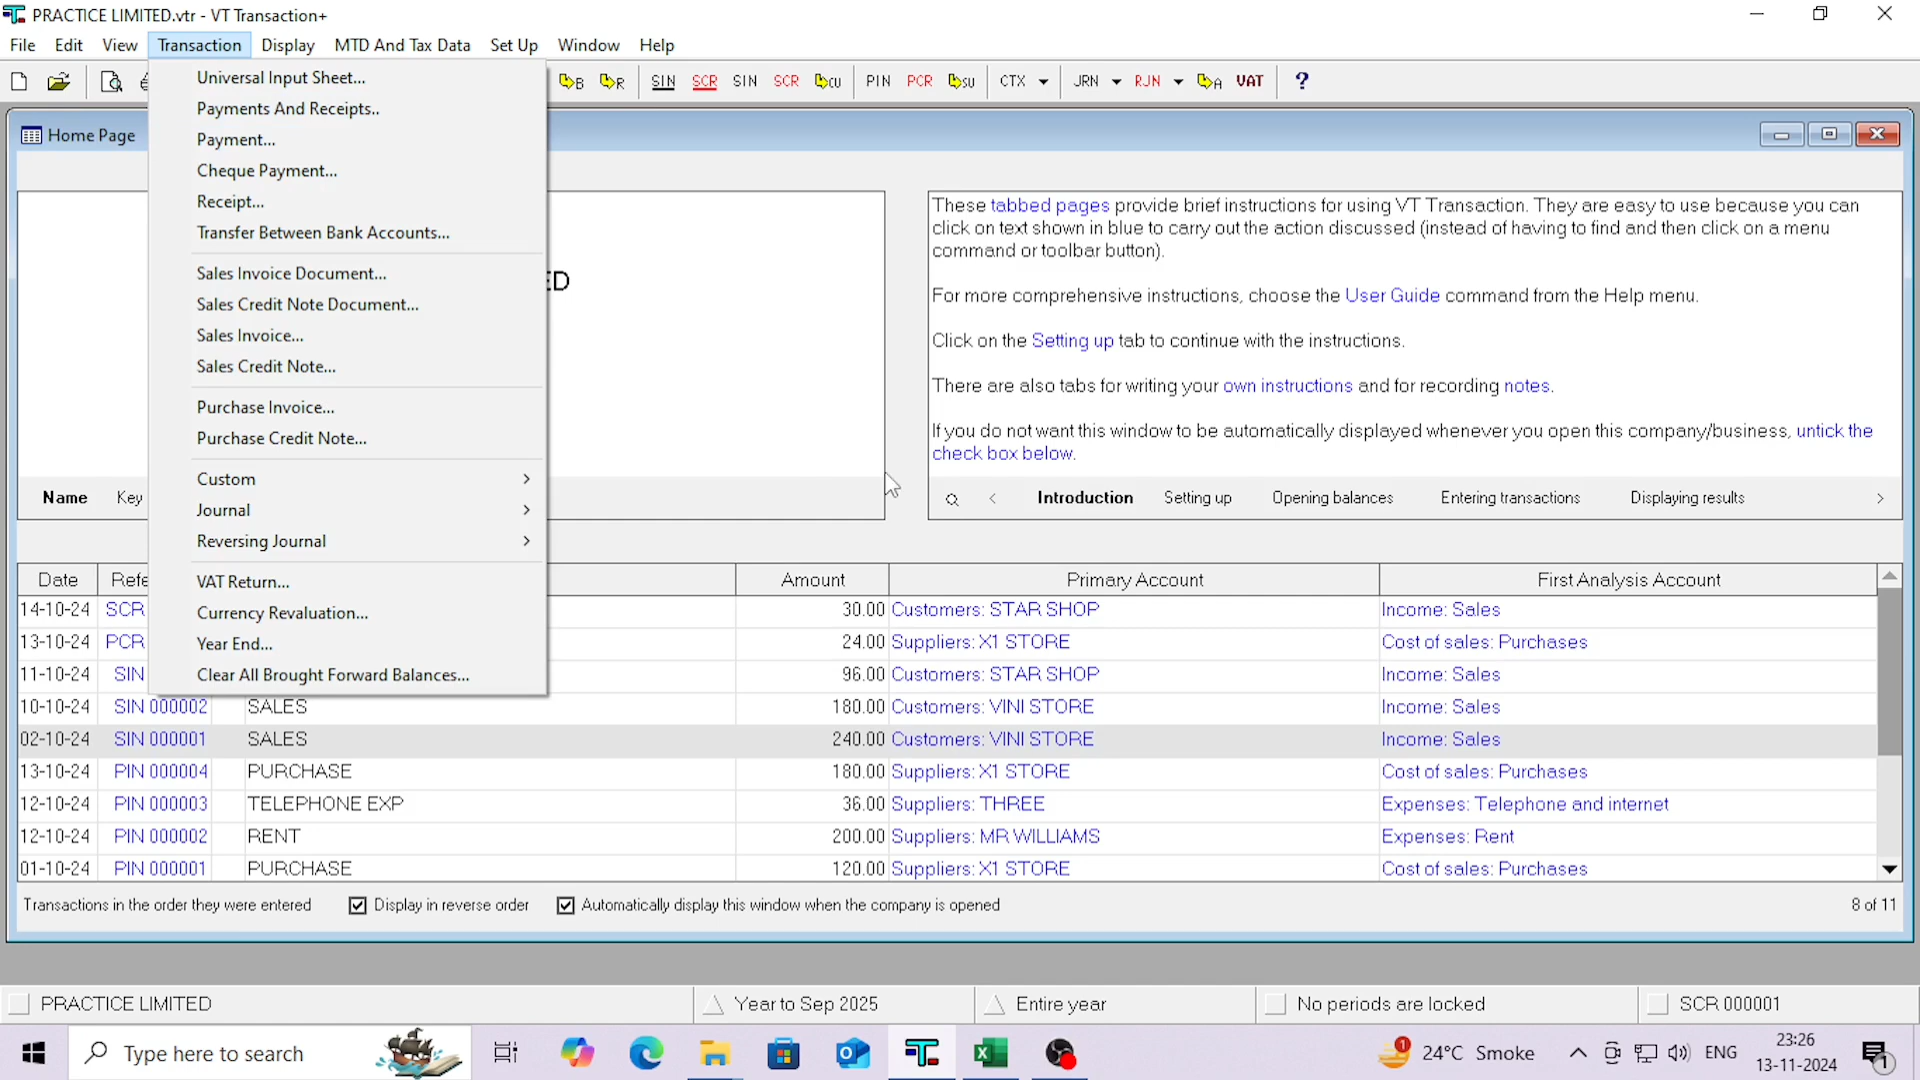 PRACTICE LIMITED.vtr - VT Transaction+
File Edit View Transaction Display MTD And Tax Data Set Up Window Help
B R SIN SCR SIN SCR CU PIN PCR SU CTX JRN RJN A VAT ?
Home Page
Universal Input Sheet...
Payments And Receipts..
Payment...
Cheque Payment...
Receipt...
Transfer Between Bank Accounts...
Sales Invoice Document...
Sales Credit Note Document...
Sales Invoice...
Sales Credit Note...
Purchase Invoice...
Purchase Credit Note...
Custom
Journal
Reversing Journal
VAT Return...
Currency Revaluation...
Year End...
Clear All Brought Forward Balances...
ED
Name Key
These tabbed pages provide brief instructions for using VT Transaction. They are easy to use because you can
click on text shown in blue to carry out the action discussed (instead of having to find and then click on a menu
command or toolbar button).
For more comprehensive instructions, choose the User Guide command from the Help menu.
Click on the Setting up tab to continue with the instructions.
There are also tabs for writing your own instructions and for recording notes.
If you do not want this window to be automatically displayed whenever you open this company/business, untick the
check box below.
Introduction Setting up Opening balances Entering transactions Displaying results
Date Refe Amount Primary Account First Analysis Account
14-10-24 SCR 30.00 Customers: STAR SHOP Income: Sales
13-10-24 PCR 24.00 Suppliers: X1 STORE Cost of sales: Purchases
11-10-24 SIN 96.00 Customers: STAR SHOP Income: Sales
10-10-24 SIN 000002 SALES 180.00 Customers: VINI STORE Income: Sales
02-10-24 SIN 000001 SALES 240.00 Customers: VINI STORE Income: Sales
13-10-24 PIN 000004 PURCHASE 180.00 Suppliers: X1 STORE Cost of sales: Purchases
12-10-24 PIN 000003 TELEPHONE EXP 36.00 Suppliers: THREE Expenses: Telephone and internet
12-10-24 PIN 000002 RENT 200.00 Suppliers: MR WILLIAMS Expenses: Rent
01-10-24 PIN 000001 PURCHASE 120.00 Suppliers: X1 STORE Cost of sales: Purchases
Transactions in the order they were entered Display in reverse order Automatically display this window when the company is opened 8 of 11
PRACTICE LIMITED Year to Sep 2025 Entire year No periods are locked SCR 000001
Type here to search 1 24°C Smoke ENG 23:26
13-11-2024 1